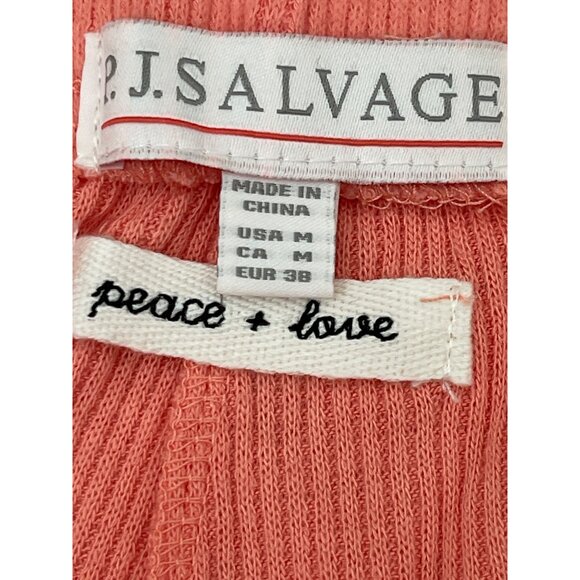 P.J.SALVAGE
MADE IN
CHINA
USA M
CA M
EUR 38
peace + love